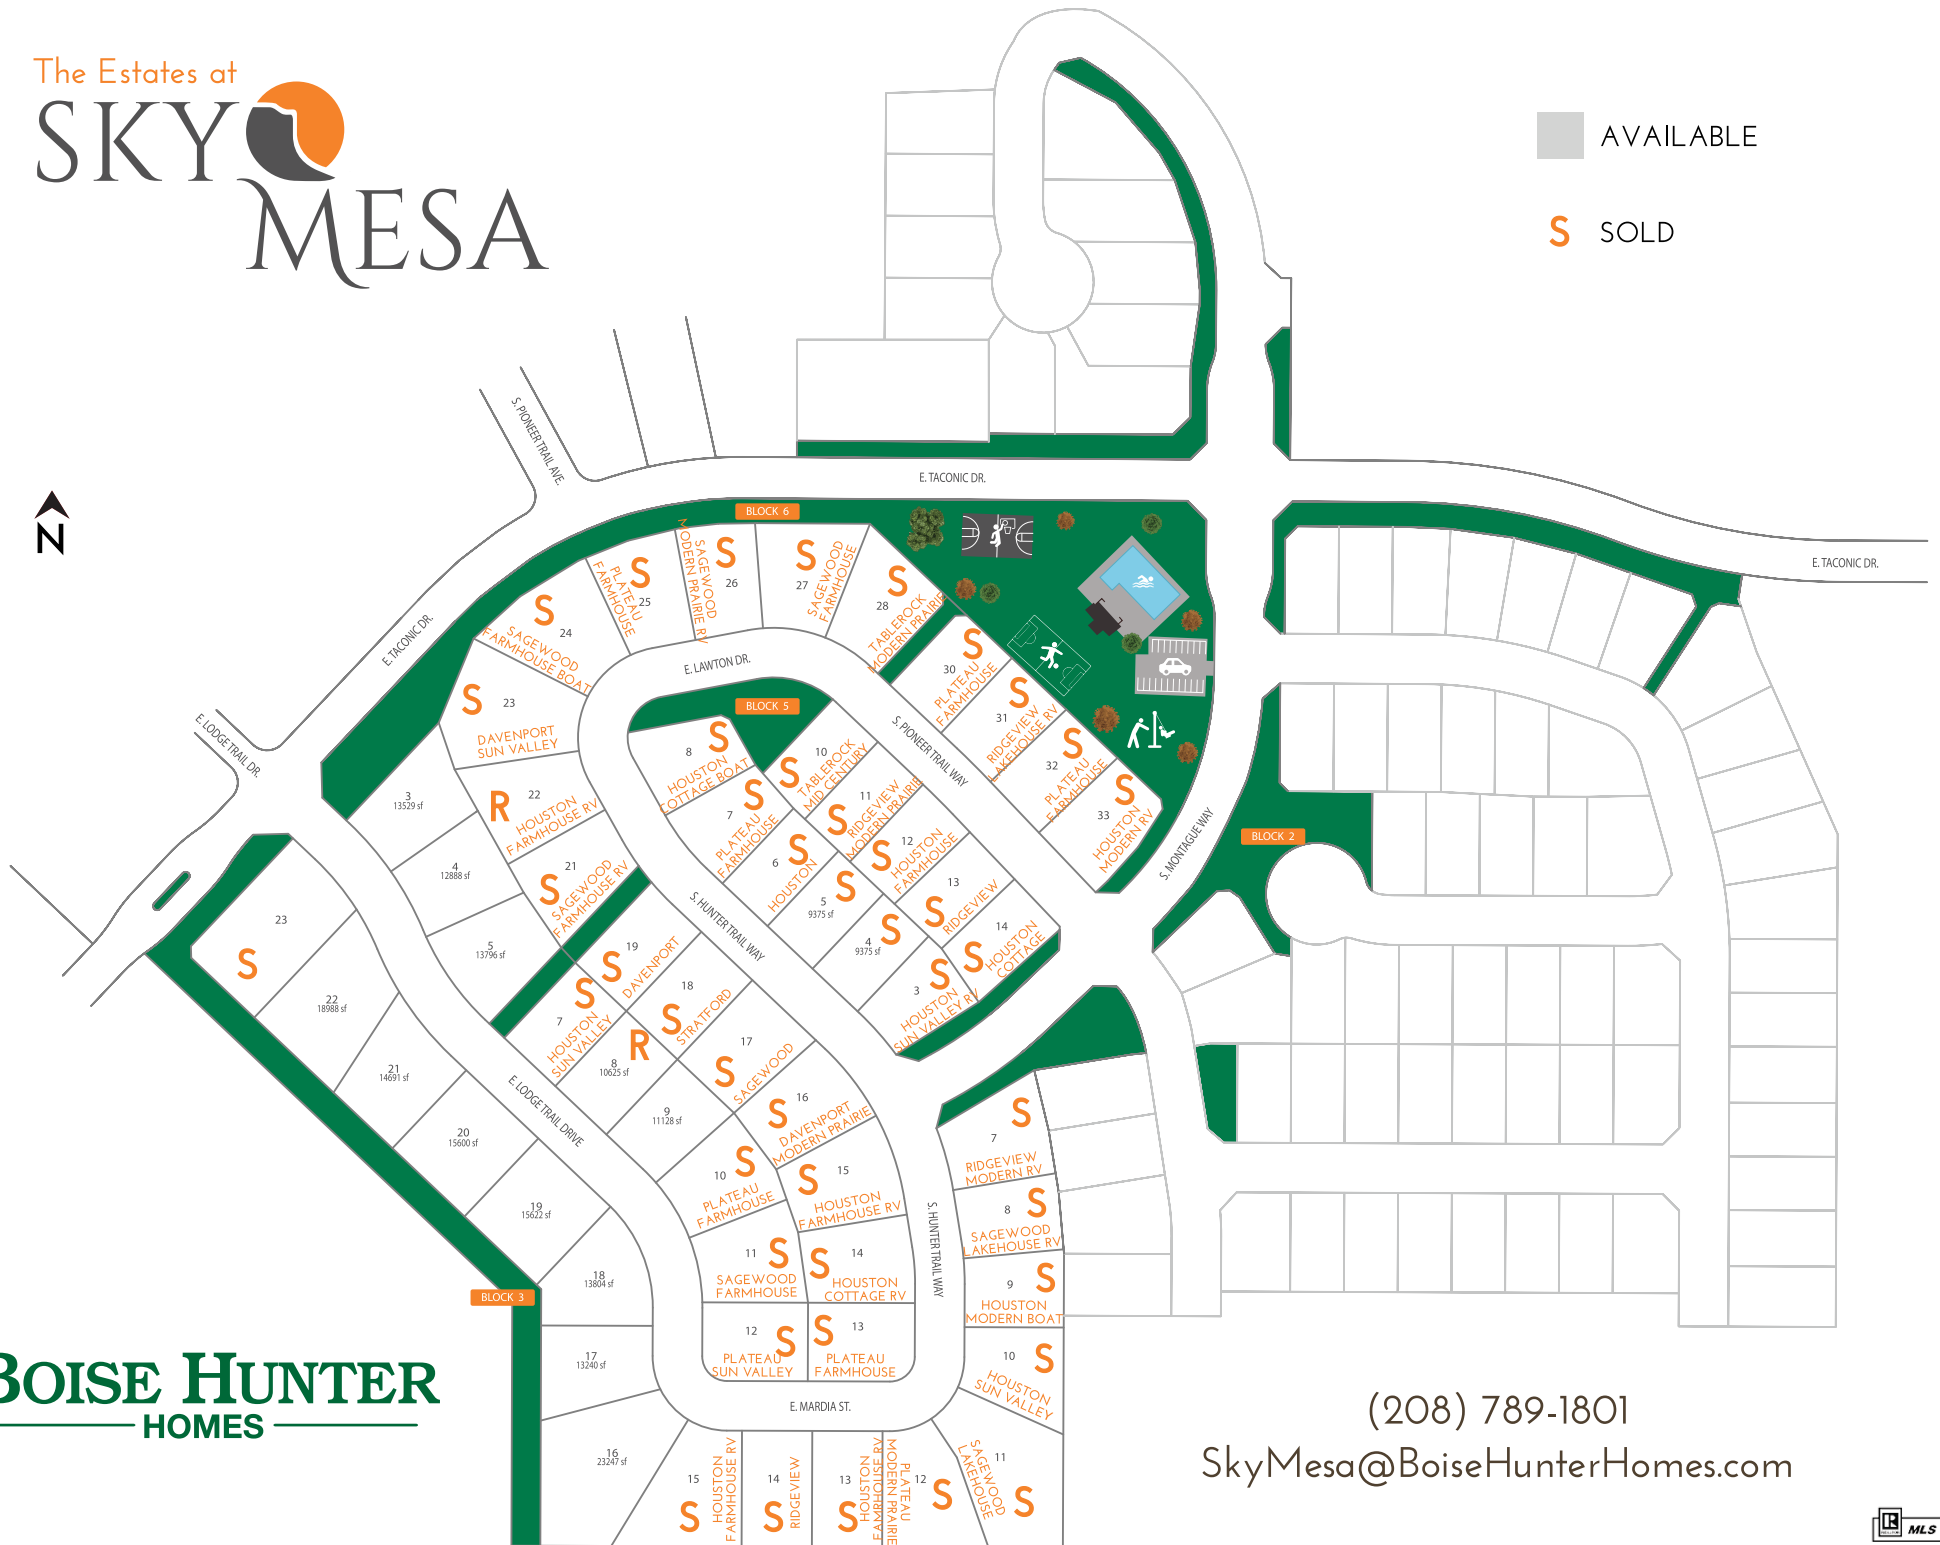 The Estates at
SKY
MESA
AVAILABLE
S SOLD
N
S. PIONEER TRAIL AVE.
E. TACONIC DR.
E. TACONIC DR.
E. TACONIC DR.
E. LODGE TRAIL DR.
BLOCK 6
S
24
SAGEWOOD
FARMHOUSE BOAT
S
25
PLATEAU
FARMHOUSE
S
26
SAGEWOOD
MODERN PRAIRIE RV
S
27
SAGEWOOD
FARMHOUSE
S
28
TABLEROCK
MODERN PRAIRIE
S
30
PLATEAU
FARMHOUSE
S
31
RIDGEVIEW
LAKEHOUSE RV
S
32
PLATEAU
FARMHOUSE
S
33
HOUSTON
MODERN RV
S
23
DAVENPORT
SUN VALLEY
R
22
HOUSTON
FARMHOUSE RV
S
21
SAGEWOOD
FARMHOUSE RV
E. LAWTON DR.
S. PIONEER TRAIL WAY
S. MONTAGUE WAY
S. HUNTER TRAIL WAY
BLOCK 5
S
8
HOUSTON
COTTAGE BOAT
S
7
PLATEAU
FARMHOUSE
S
6
HOUSTON
S
5
9375 sf
S
4
9375 sf
S
3
HOUSTON
SUN VALLEY RV
S
10
TABLEROCK
MID CENTURY
S
11
RIDGEVIEW
MODERN PRAIRIE
S
12
HOUSTON
FARMHOUSE
S
13
RIDGEVIEW
S
14
HOUSTON
COTTAGE
BLOCK 2
3
13529 sf
4
12888 sf
5
13796 sf
S
19
DAVENPORT
S
18
STRATFORD
S
17
SAGEWOOD
S
16
DAVENPORT
MODERN PRAIRIE
S
15
HOUSTON
FARMHOUSE RV
S
14
HOUSTON
COTTAGE RV
S
13
PLATEAU
FARMHOUSE
S
7
HOUSTON
SUN VALLEY
R
8
10625 sf
9
11128 sf
S
10
PLATEAU
FARMHOUSE
S
11
SAGEWOOD
FARMHOUSE
S
12
PLATEAU
SUN VALLEY
E. LODGE TRAIL DRIVE
S. HUNTER TRAIL WAY
E. MARDIA ST.
23
S
22
18988 sf
21
14691 sf
20
15600 sf
19
15622 sf
18
13804 sf
17
13240 sf
16
23247 sf
BLOCK 3
S
7
RIDGEVIEW
MODERN RV
S
8
SAGEWOOD
LAKEHOUSE RV
S
9
HOUSTON
MODERN BOAT
S
10
HOUSTON
SUN VALLEY
S
11
SAGEWOOD
LAKEHOUSE
S
12
PLATEAU
MODERN PRAIRIE
S
13
HOUSTON
FARMHOUSE RV
S
14
RIDGEVIEW
S
15
HOUSTON
FARMHOUSE RV
BOISE HUNTER
HOMES
(208) 789-1801
SkyMesa@BoiseHunterHomes.com
MLS